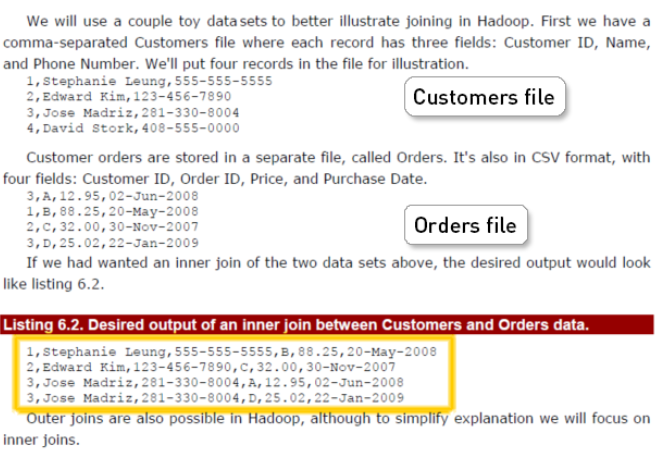 We will use a couple toy datasets to better illustrate joining in Hadoop. First we have a
comma-separated Customers file where each record has three fields: Customer ID, Name,
and Phone Number. We'll put four records in the file for illustration.
1,Stephanie Leung,555-555-5555
2,Edward Kim,123-456-7890
3,Jose Madriz,281-330-8004
4,David Stork,408-555-0000
Customers file
Customer orders are stored in a separate file, called Orders. It's also in CSV format, with
four fields: Customer ID, Order ID, Price, and Purchase Date.
3,A,12.95,02-Jun-2008
1,B,88.25,20-May-2008
2,C,32.00,30-Nov-2007
3,D,25.02,22-Jan-2009
Orders file
If we had wanted an inner join of the two data sets above, the desired output would look
like listing 6.2.
Listing 6.2. Desired output of an inner join between Customers and Orders data.
1,Stephanie Leung,555-555-5555,B,88.25,20-May-2008
2,Edward Kim,123-456-7890,C,32.00,30-Nov-2007
3,Jose Madriz,281-330-8004,A,12.95,02-Jun-2008
3,Jose Madriz,281-330-8004,D,25.02,22-Jan-2009
Outer joins are also possible in Hadoop, although to simplify explanation we will focus on
inner joins.